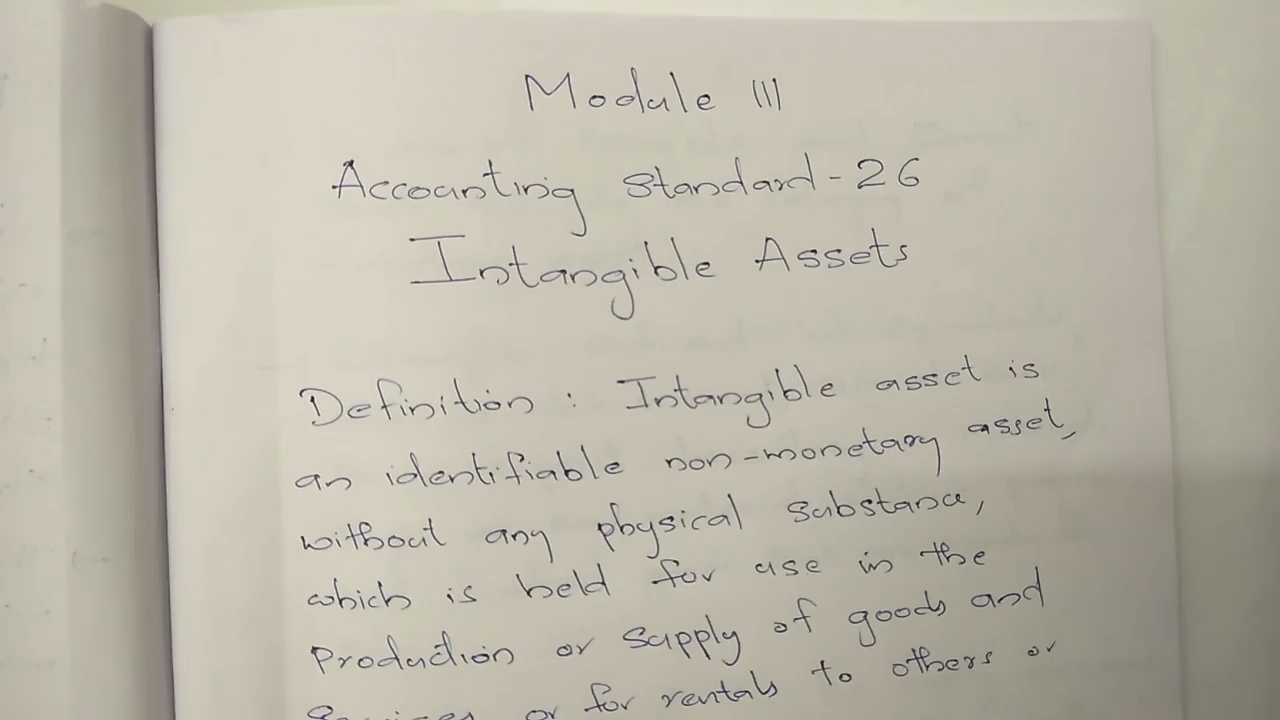 Module III
Accounting Standard-26
Intangible Assets
Definition : Intangible asset is
an identifiable non-monetary asset,
without any physical substance,
which is held for use in the
Production or supply of goods and
Services or for rentals to others or